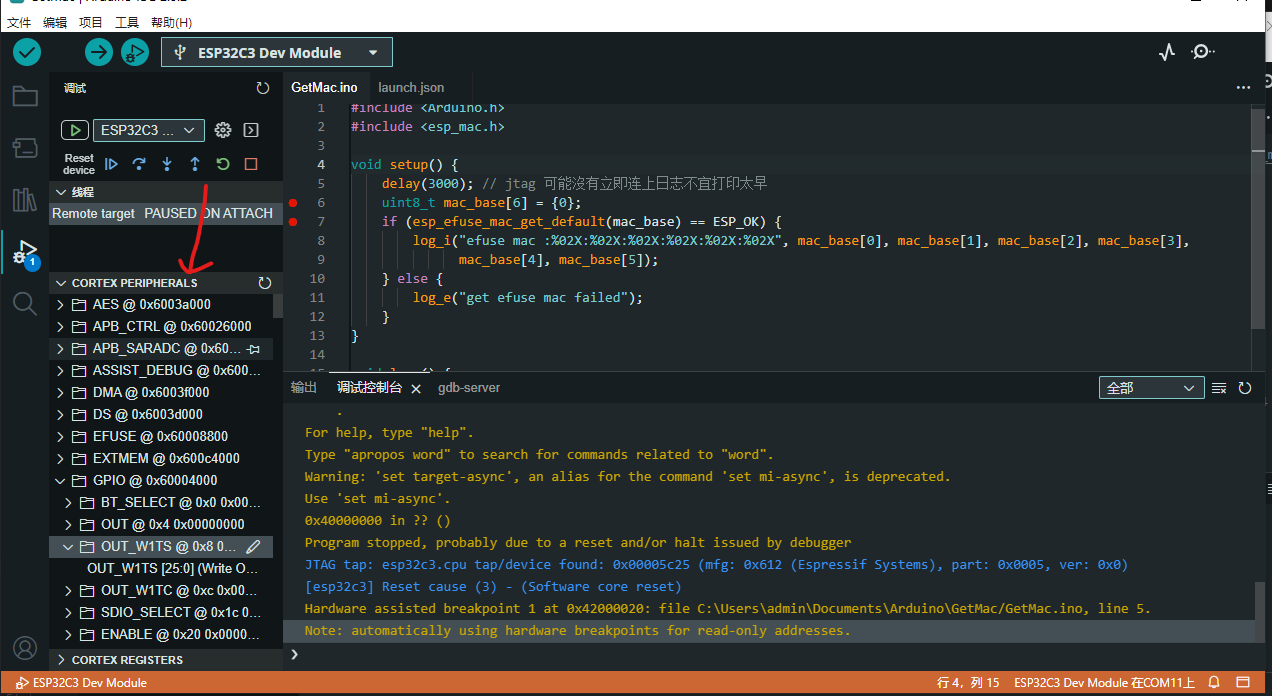 文件 编辑 项目 工具 帮助(H)
ESP32C3 Dev Module
调试
ESP32C3 ...
Reset device
线程
Remote target PAUSED ON ATTACH
CORTEX PERIPHERALS
AES @ 0x6003a000
APB_CTRL @ 0x60026000
APB_SARADC @ 0x60...
ASSIST_DEBUG @ 0x600...
DMA @ 0x6003f000
DS @ 0x6003d000
EFUSE @ 0x60008800
EXTMEM @ 0x600c4000
GPIO @ 0x60004000
BT_SELECT @ 0x0 0x00...
OUT @ 0x4 0x00000000
OUT_W1TS @ 0x8 0...
OUT_W1TS [25:0] (Write O...
OUT_W1TC @ 0xc 0x00...
SDIO_SELECT @ 0x1c 0...
ENABLE @ 0x20 0x0000...
CORTEX REGISTERS
1
GetMac.ino launch.json
1 #include <Arduino.h>
2 #include <esp_mac.h>
3
4 void setup() {
5 delay(3000); // jtag 可能沒有立即连上日志不宜打印太早
6 uint8_t mac_base[6] = {0};
7 if (esp_efuse_mac_get_default(mac_base) == ESP_OK) {
8 log_i("efuse mac :%02X:%02X:%02X:%02X:%02X:%02X", mac_base[0], mac_base[1], mac_base[2], mac_base[3],
9 mac_base[4], mac_base[5]);
10 } else {
11 log_e("get efuse mac failed");
12 }
13 }
14
输出 调试控制台 gdb-server
全部
.
For help, type "help".
Type "apropos word" to search for commands related to "word".
Warning: 'set target-async', an alias for the command 'set mi-async', is deprecated.
Use 'set mi-async'.
0x40000000 in ?? ()
Program stopped, probably due to a reset and/or halt issued by debugger
JTAG tap: esp32c3.cpu tap/device found: 0x00005c25 (mfg: 0x612 (Espressif Systems), part: 0x0005, ver: 0x0)
[esp32c3] Reset cause (3) - (Software core reset)
Hardware assisted breakpoint 1 at 0x42000020: file C:\Users\admin\Documents\Arduino\GetMac/GetMac.ino, line 5.
Note: automatically using hardware breakpoints for read-only addresses.
ESP32C3 Dev Module
行 4，列 15 ESP32C3 Dev Module 在COM11上